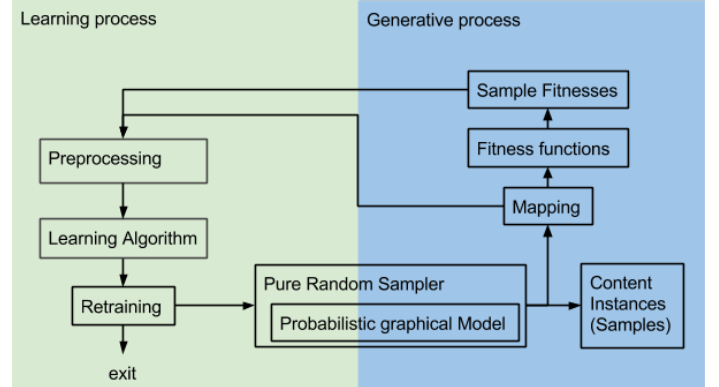 Learning process
Generative process
Sample Fitnesses
Fitness functions
Preprocessing
Mapping
Learning Algorithm
Retraining
Pure Random Sampler
Probabilistic graphical Model
Content
Instances
(Samples)
exit